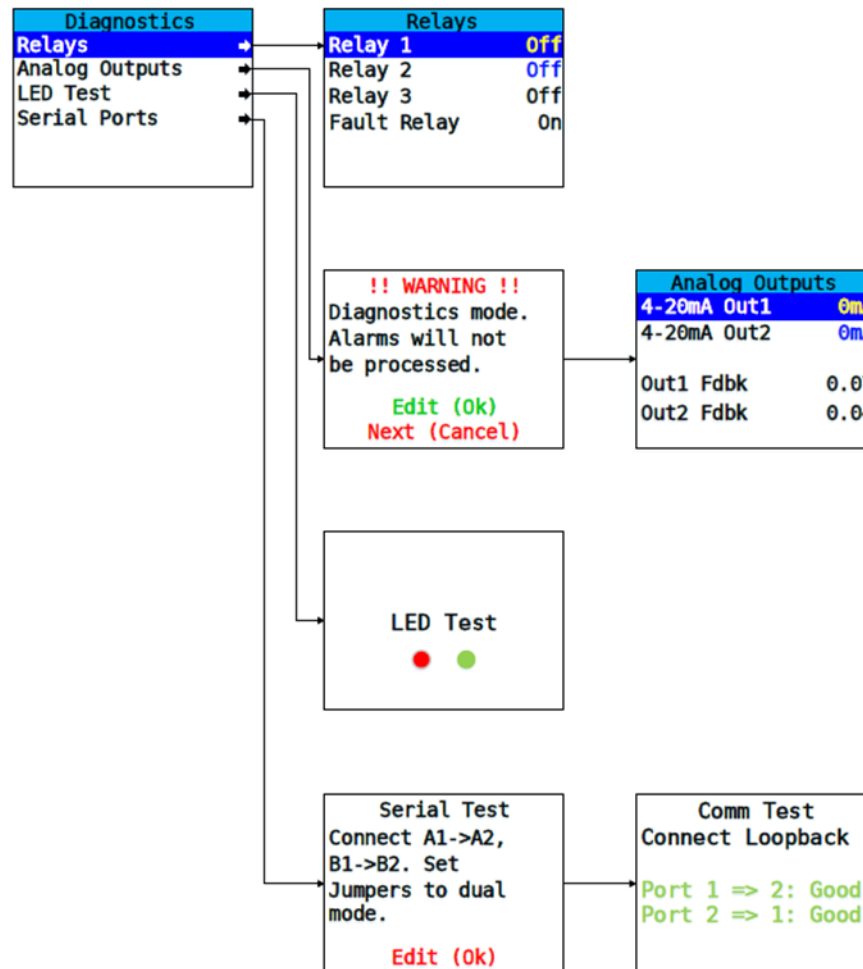 Diagnostics
Relays
Analog Outputs
LED Test
Serial Ports
Relays
Relay 1 Off
Relay 2 Off
Relay 3 Off
Fault Relay On
!! WARNING !!
Diagnostics mode.
Alarms will not
be processed.
Edit (Ok)
Next (Cancel)
Analog Outputs
4-20mA Out1
4-20mA Out2
Out1 Fdbk
Out2 Fdbk
LED Test
Serial Test
Connect A1->A2,
B1->B2. Set
Jumpers to dual
mode.
Edit (Ok)
Comm Test
Connect Loopback
Port 1 => 2: Good
Port 2 => 1: Good